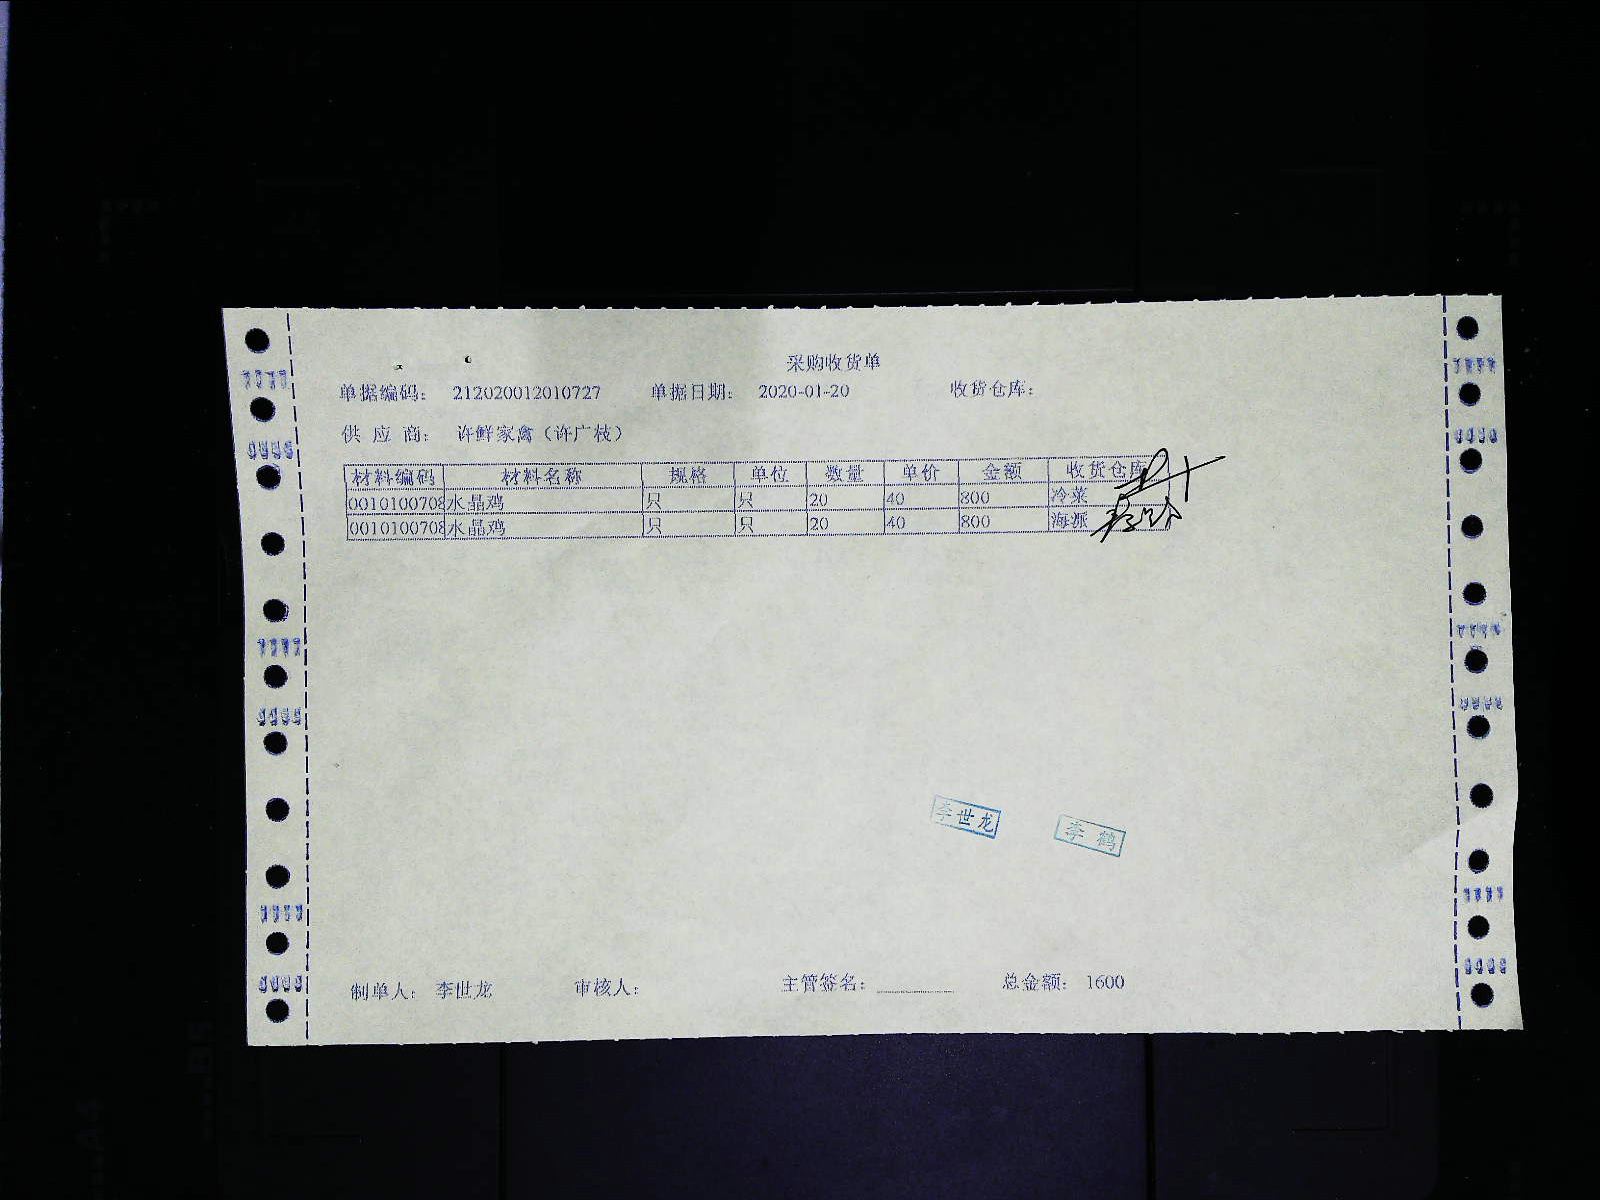 采购收货单
单据编码: 212020012010727 单据日期: 2020-01-20 收货仓库:
供 应 商: 许鲜家禽（许广枝）
材料编码 材料名称 规格 单位 数量 单价 金额 收货仓库
0010100708 水晶鸡 只 只 20 40 800 冷菜
0010100708 水晶鸡 只 只 20 40 800 海派
李世龙 李鹤
制单人: 李世龙 审核人: 主管签名: 总金额: 1600